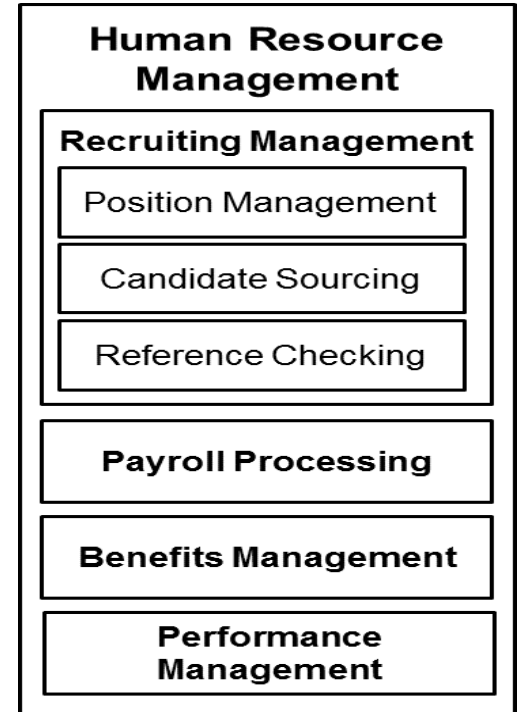 Human Resource
Management
Recruiting Management
Position Management
Candidate Sourcing
Reference Checking
Payroll Processing
Benefits Management
Performance
Management